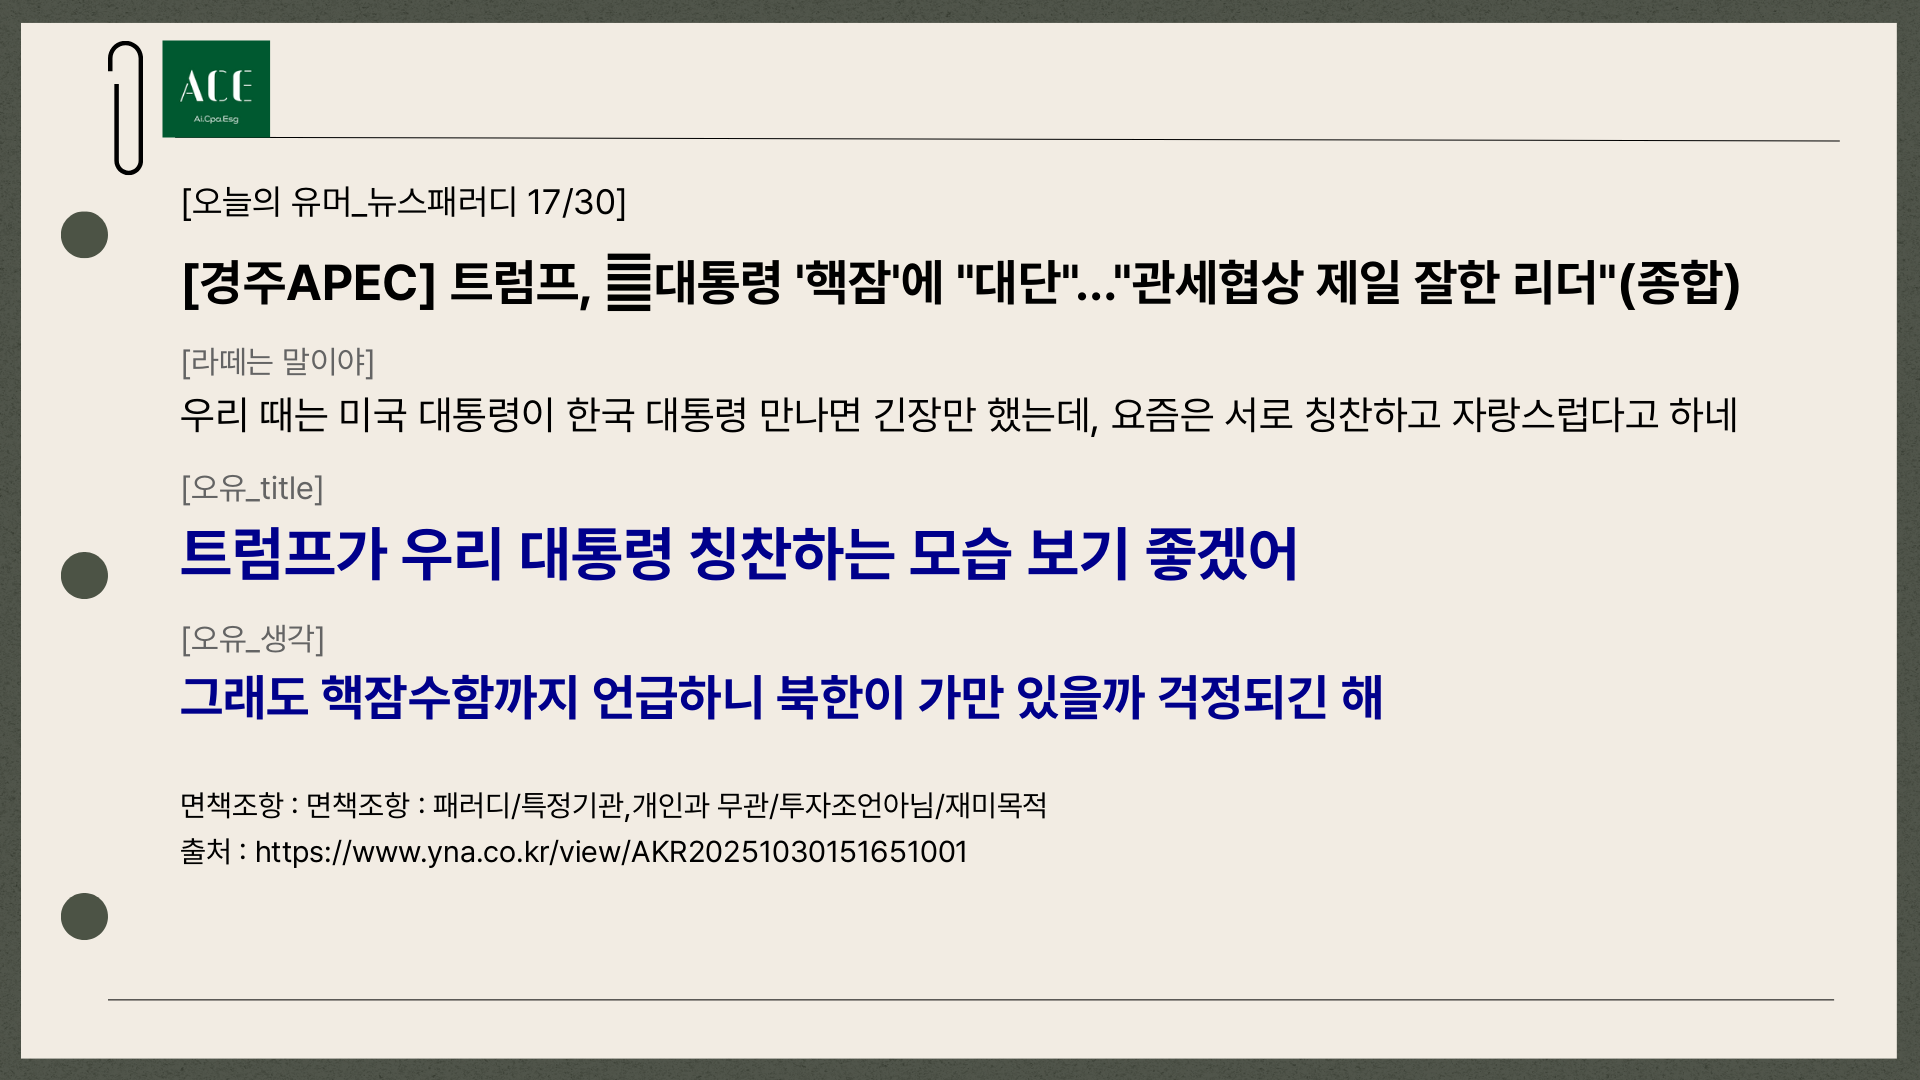 ACE
Ai.Cpa.Esg
[오늘의 유머_뉴스패러디 17/30]
[경주APEC] 트럼프, 대통령 '핵잠'에 "대단"..."관세협상 제일 잘한 리더"(종합)
[라떼는 말이야]
우리 때는 미국 대통령이 한국 대통령 만나면 긴장만 했는데, 요즘은 서로 칭찬하고 자랑스럽다고 하네
[오유_title]
트럼프가 우리 대통령 칭찬하는 모습 보기 좋겠어
[오유_생각]
그래도 핵잠수함까지 언급하니 북한이 가만 있을까 걱정되긴 해
면책조항 : 면책조항 : 패러디/특정기관,개인과 무관/투자조언아님/재미목적
출처 : https://www.yna.co.kr/view/AKR20251030151651001